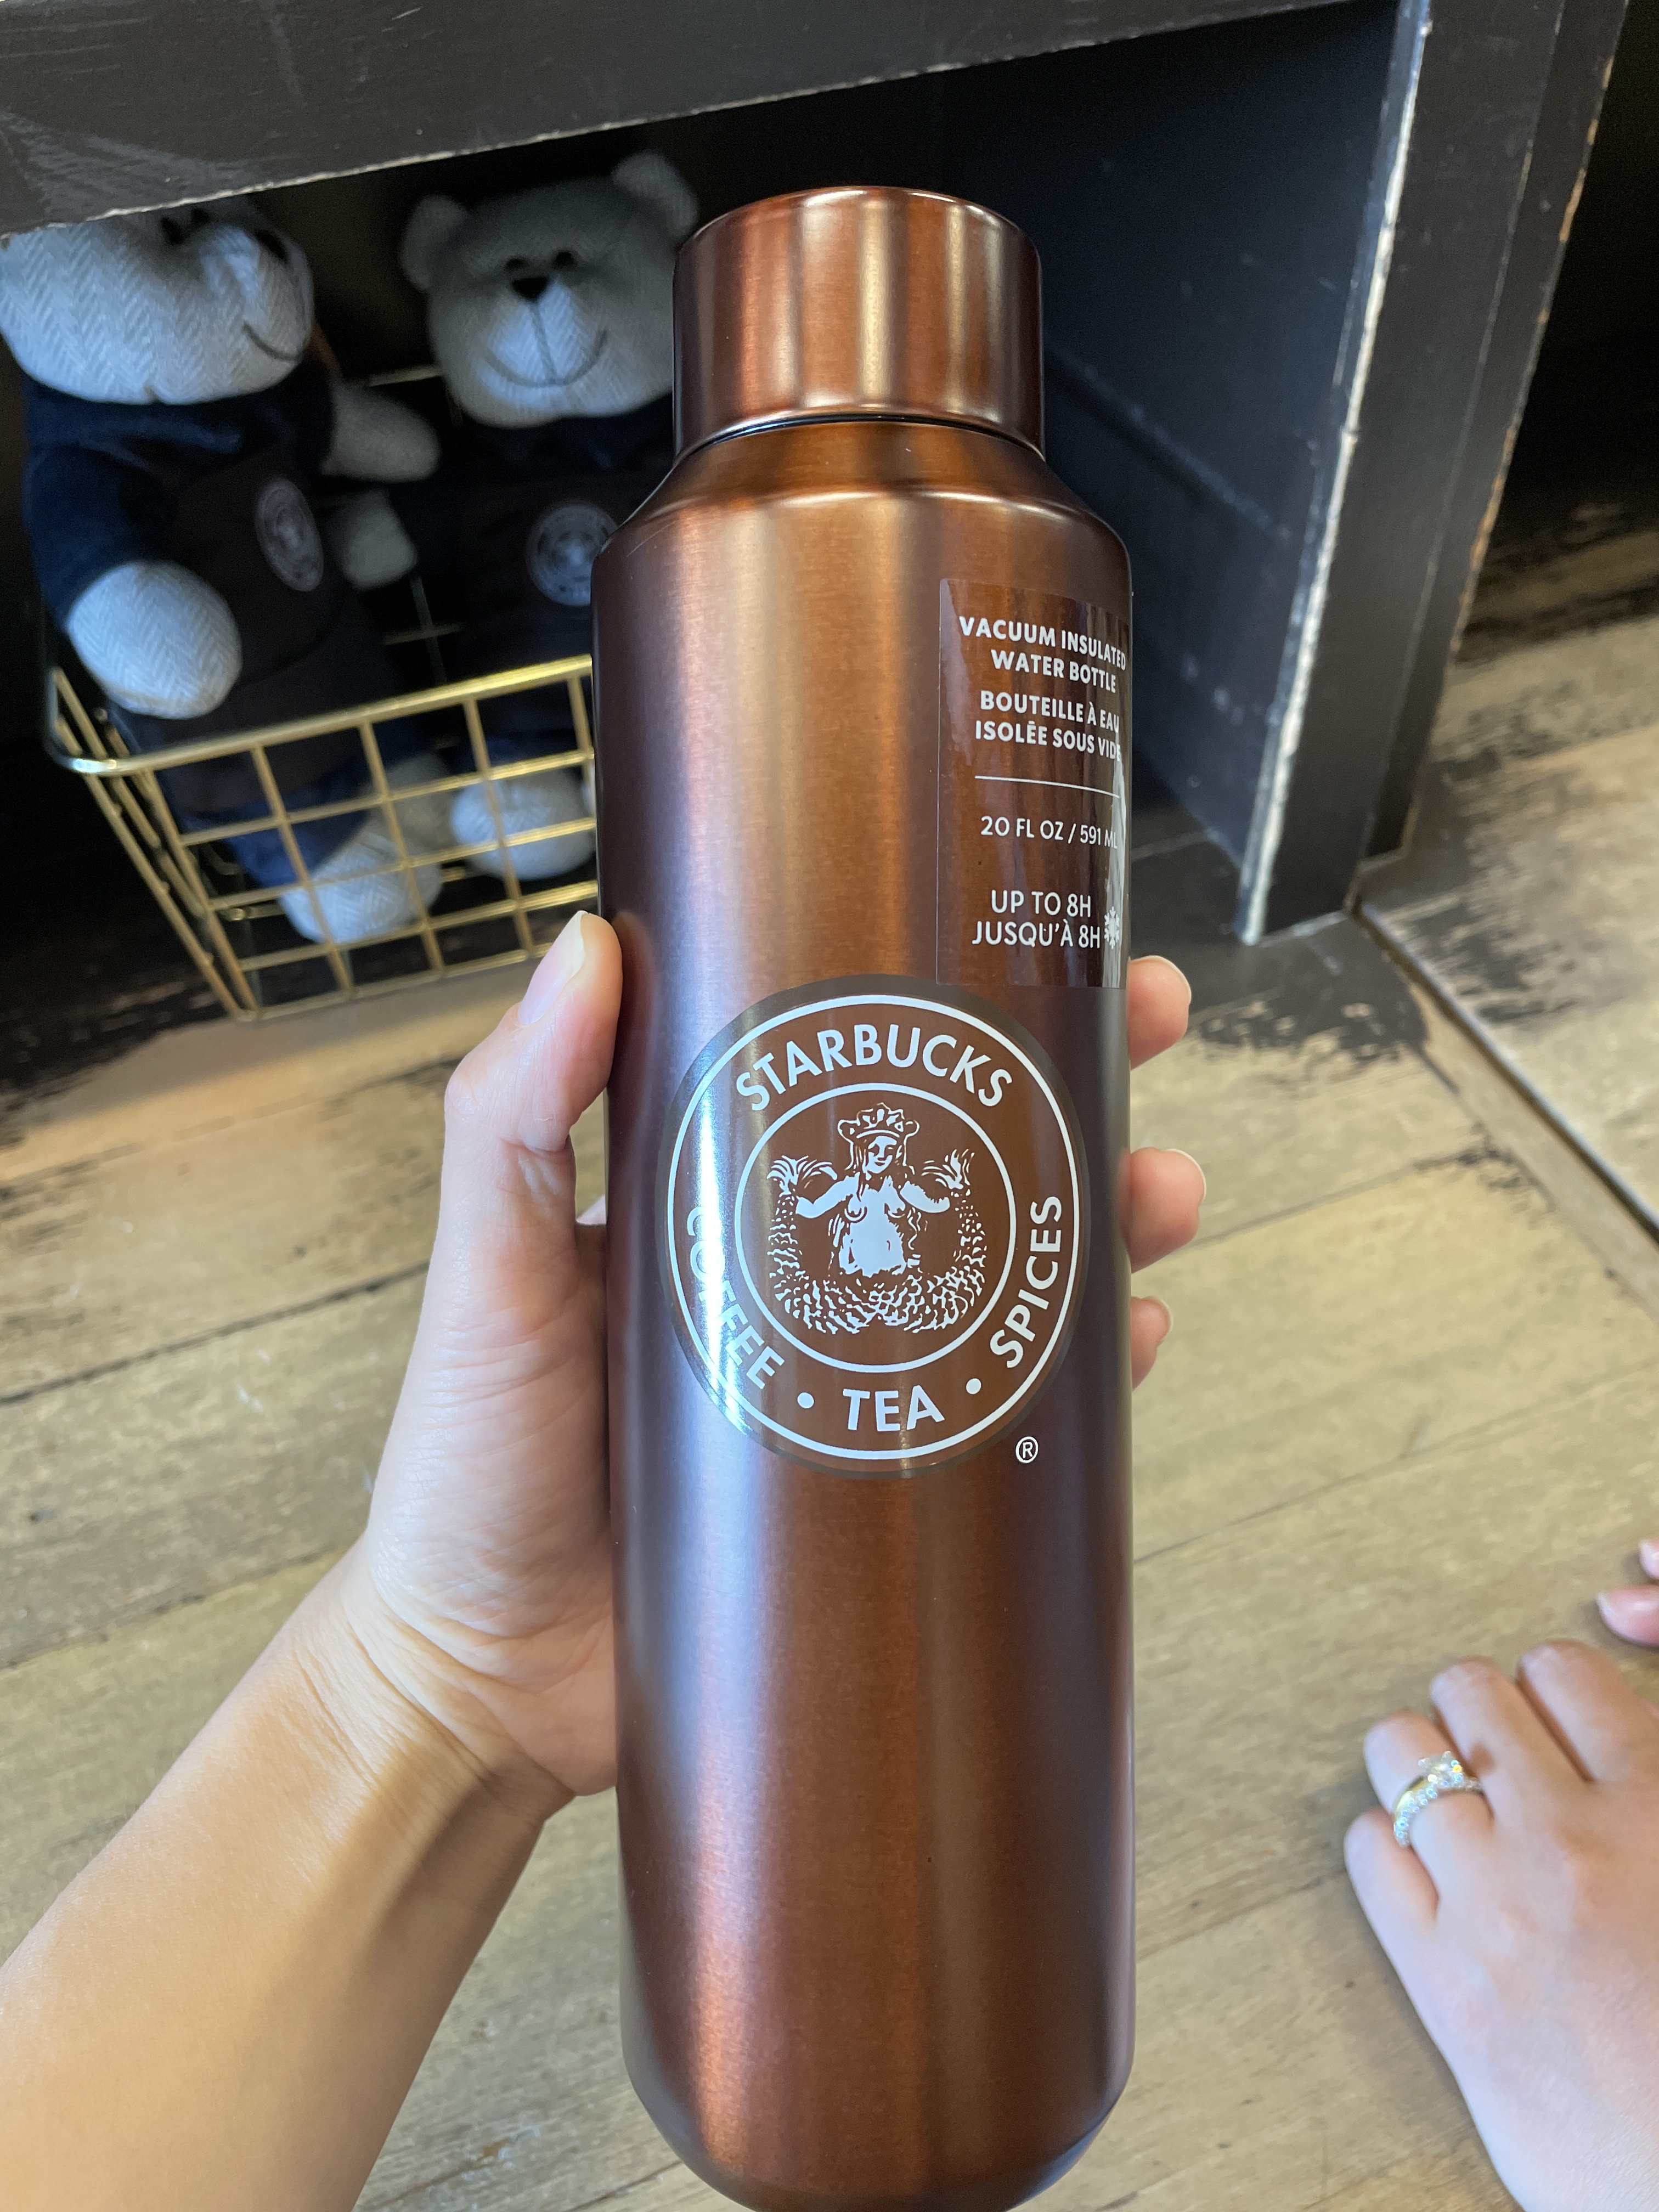 VACUUM INSULATED
WATER BOTTLE
BOUTEILLE À EAU
ISOLÉE SOUS VIDE
20 FL OZ / 591 ML
UP TO 8H
JUSQU'À 8H
STARBUCKS
COFFEE • TEA • SPICES
®